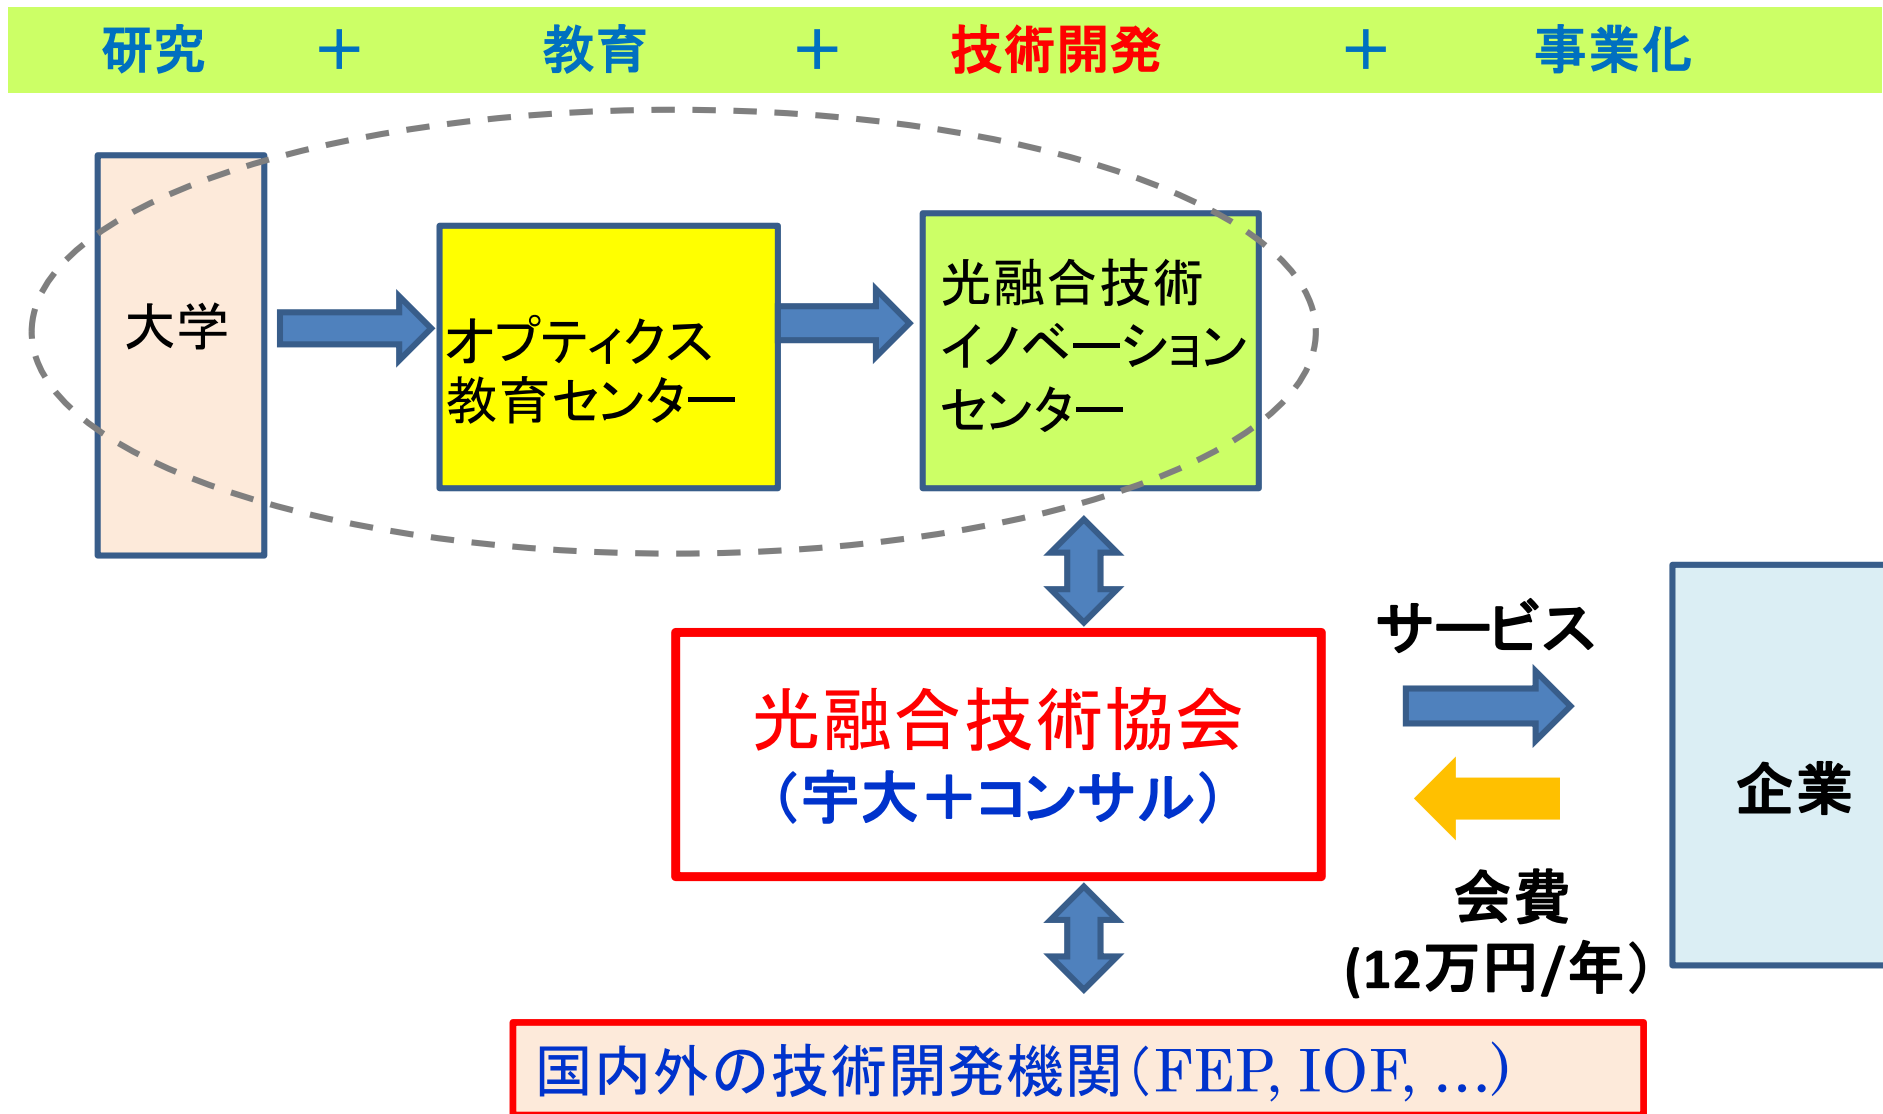 研究 ＋ 教育 ＋ 技術開発 ＋ 事業化
大学
オプティクス
教育センター
光融合技術
イノベーション
センター
光融合技術協会
（宇大＋コンサル）
サービス
会費
(12万円/年）
企業
国内外の技術開発機関（FEP, IOF, …）